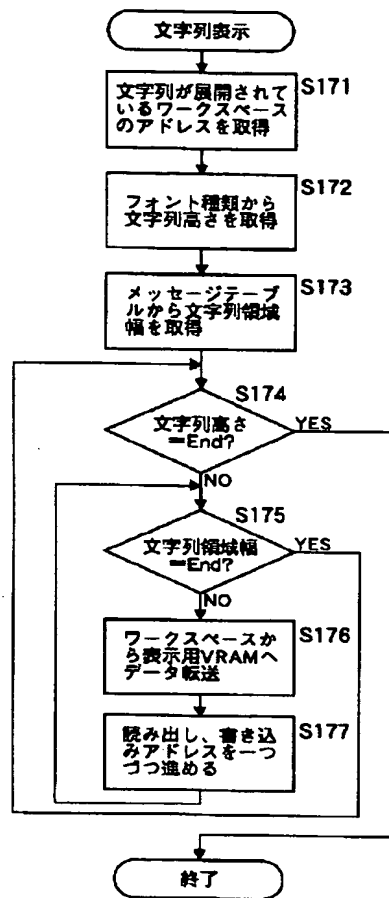 文字列表示
S171
文字列が展開されて
いるワークスペース
のアドレスを取得
S172
フォント種類から
文字列高さを取得
S173
メッセージテーブ
ルから文字列領域
幅を取得
S174
文字列高さ
=End?
YES
NO
S175
文字列領域幅
=End?
YES
NO
S176
ワークスペースか
ら表示用VRAMへ
データ転送
S177
読み出し、書き込
みアドレスを一つ
づつ進める
終了